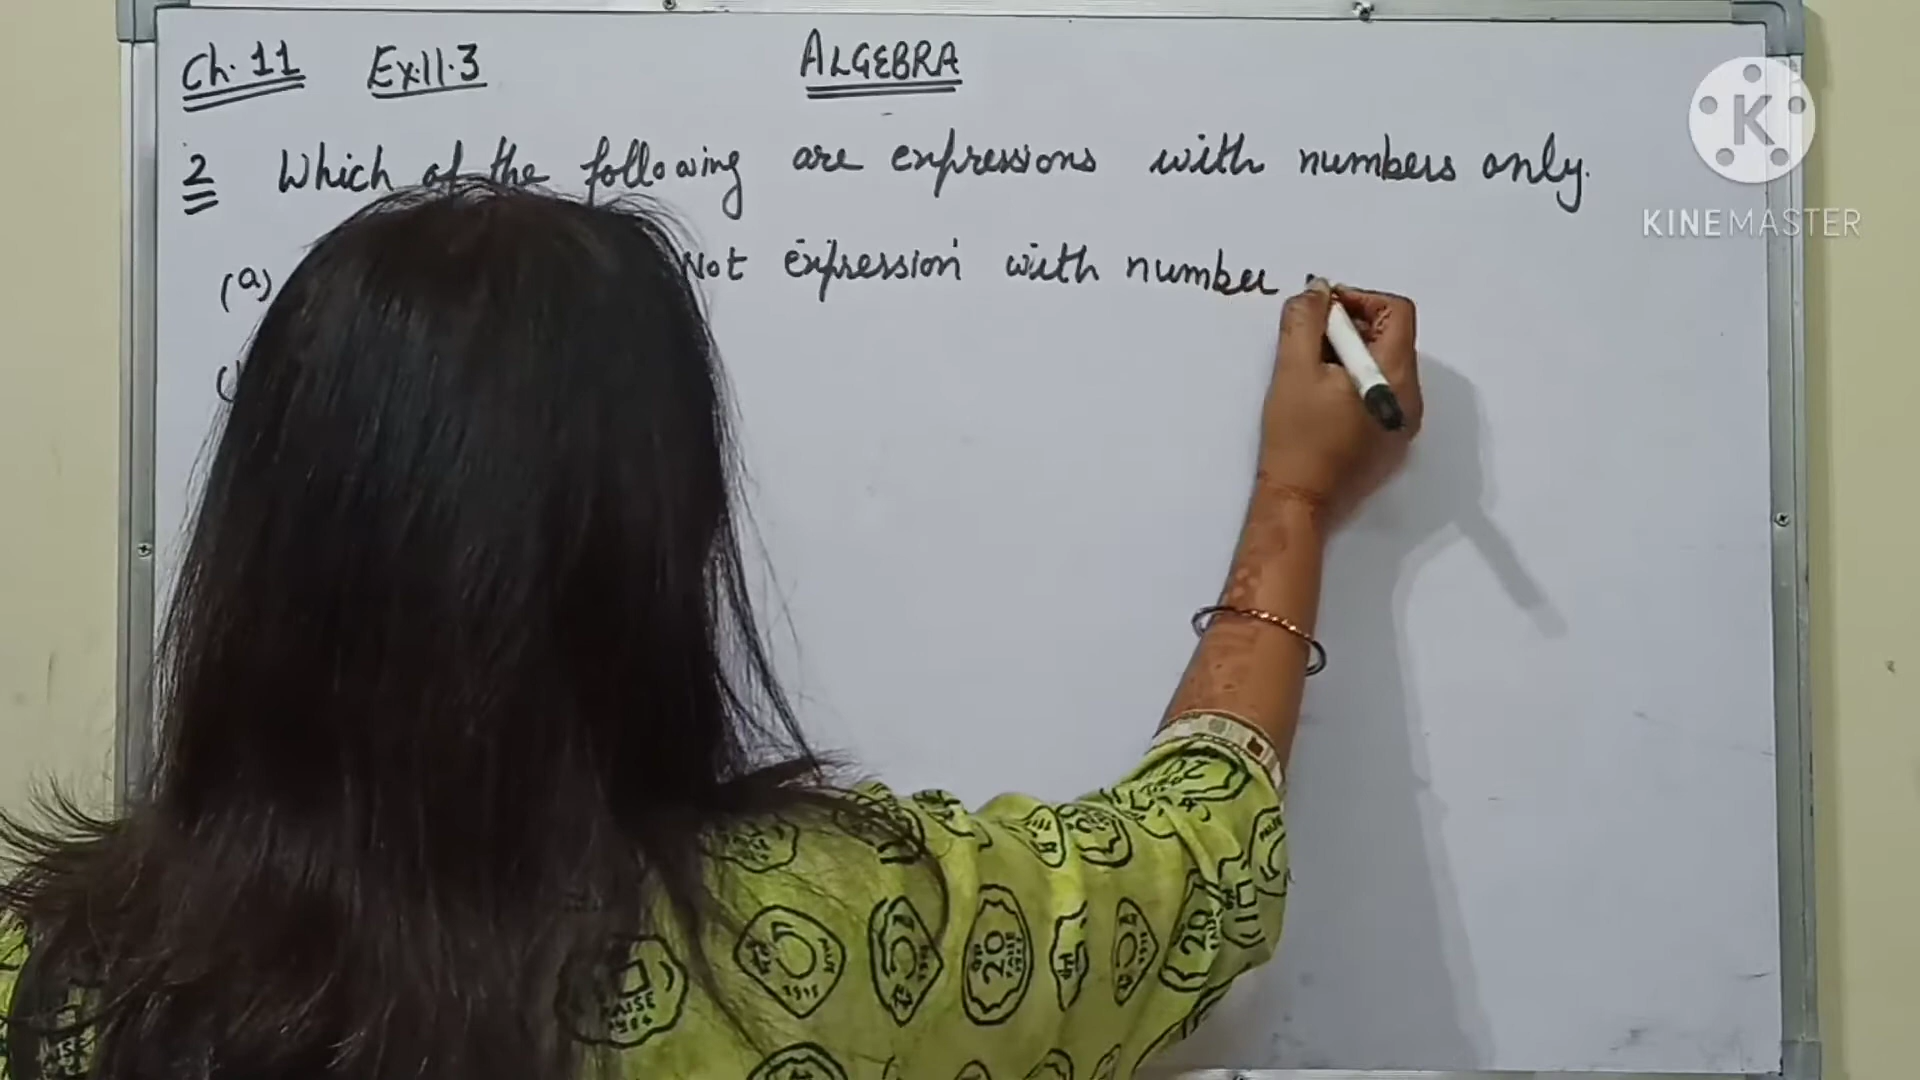 Ch. 11 Ex. 11.3 ALGEBRA
2 Which of the following are expressions with numbers only.
(a) Not expression with number
K
KINEMASTER